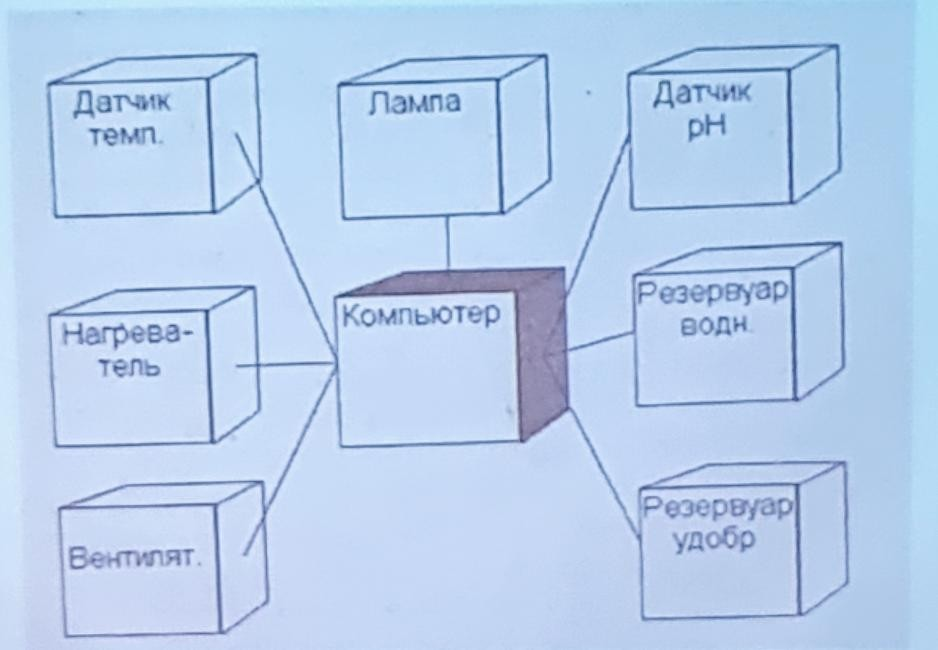 Датчик
темп.
Лампа
Датчик
pH
Нагрева-
тель
Компьютер
Резервуар
водн.
Вентилят.
Резервуар
удобр